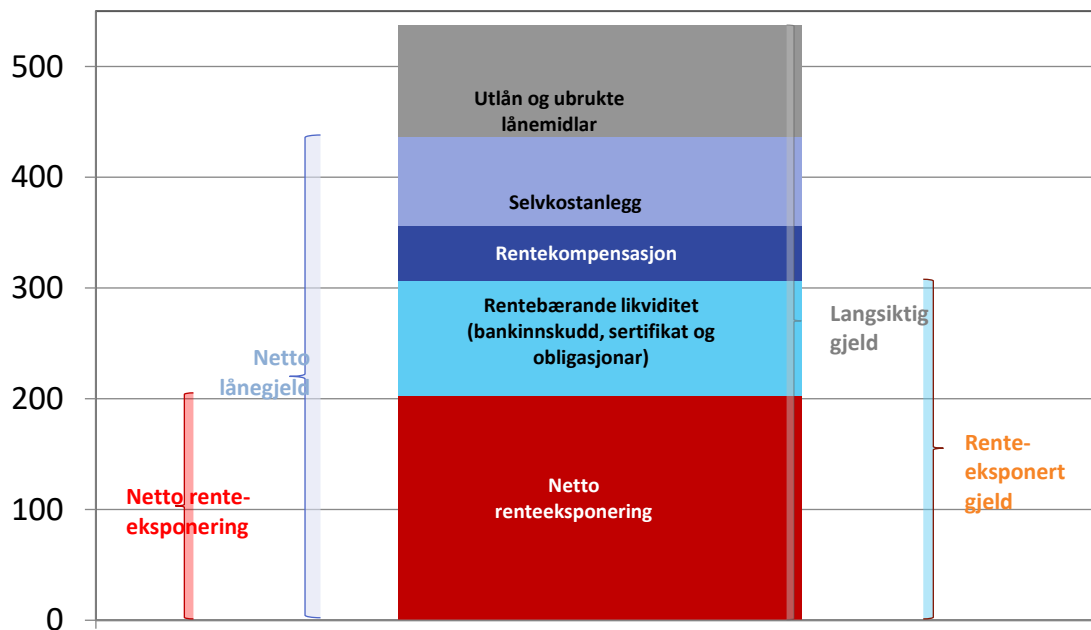 500
400
300
200
100
0
Utlån og ubrukte
lånemidlar
Selvkostanlegg
Rentekompensasjon
Rentebærande likviditet
(bankinnskudd, sertifikat og
obligasjonar)
Netto
renteeksponering
Netto
lånegjeld
Netto rente-
eksponering
Langsiktig
gjeld
Rente-
eksponert
gjeld